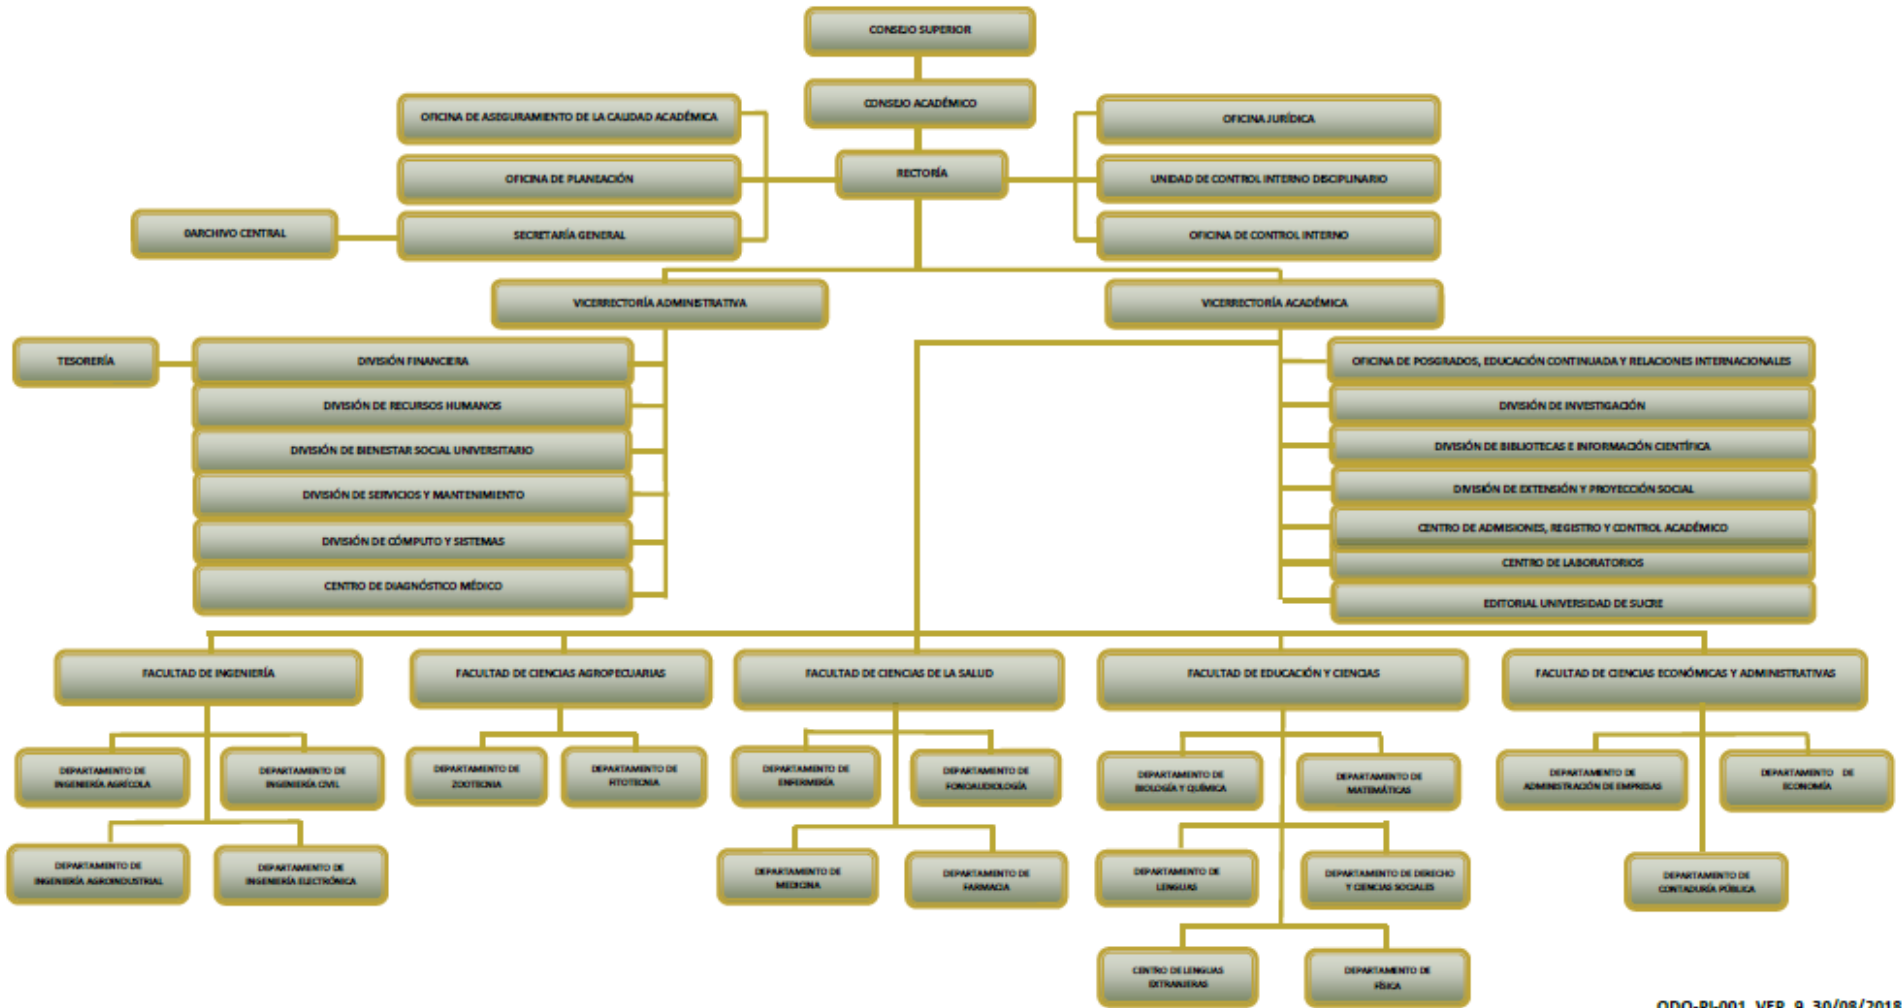 CONSEJO SUPERIOR
CONSEJO ACADÉMICO
OFICINA DE ASEGURAMIENTO DE LA CALIDAD ACADÉMICA
OFICINA JURÍDICA
RECTORÍA
OFICINA DE PLANEACIÓN
UNIDAD DE CONTROL INTERNO DISCIPLINARIO
0ARCHIVO CENTRAL
SECRETARÍA GENERAL
OFICINA DE CONTROL INTERNO
VICERRECTORÍA ADMINISTRATIVA
VICERRECTORÍA ACADÉMICA
TESORERÍA
DIVISIÓN FINANCIERA
DIVISIÓN DE RECURSOS HUMANOS
DIVISIÓN DE BIENESTAR SOCIAL UNIVERSITARIO
DIVISIÓN DE SERVICIOS Y MANTENIMIENTO
DIVISIÓN DE CÓMPUTO Y SISTEMAS
CENTRO DE DIAGNÓSTICO MÉDICO
OFICINA DE POSGRADOS, EDUCACIÓN CONTINUADA Y RELACIONES INTERNACIONALES
DIVISIÓN DE INVESTIGACIÓN
DIVISIÓN DE BIBLIOTECAS E INFORMACIÓN CIENTÍFICA
DIVISIÓN DE EXTENSIÓN Y PROYECCIÓN SOCIAL
CENTRO DE ADMISIONES, REGISTRO Y CONTROL ACADÉMICO
CENTRO DE LABORATORIOS
EDITORIAL UNIVERSIDAD DE SUCRE
FACULTAD DE INGENIERÍA
FACULTAD DE CIENCIAS AGROPECUARIAS
FACULTAD DE CIENCIAS DE LA SALUD
FACULTAD DE EDUCACIÓN Y CIENCIAS
FACULTAD DE CIENCIAS ECONÓMICAS Y ADMINISTRATIVAS
DEPARTAMENTO DE
INGENIERÍA AGRÍCOLA
DEPARTAMENTO DE
INGENIERÍA CIVIL
DEPARTAMENTO DE
ZOOTECNIA
DEPARTAMENTO DE
FITOTECNIA
DEPARTAMENTO DE
ENFERMERÍA
DEPARTAMENTO DE
FONOAUDIOLOGÍA
DEPARTAMENTO DE
BIOLOGÍA Y QUÍMICA
DEPARTAMENTO DE
MATEMÁTICAS
DEPARTAMENTO DE
ADMINISTRACIÓN DE EMPRESAS
DEPARTAMENTO DE
ECONOMÍA
DEPARTAMENTO DE
INGENIERÍA AGROINDUSTRIAL
DEPARTAMENTO DE
INGENIERÍA ELECTRÓNICA
DEPARTAMENTO DE
MEDICINA
DEPARTAMENTO DE
FARMACIA
DEPARTAMENTO DE
LENGUAS
DEPARTAMENTO DE DERECHO
Y CIENCIAS SOCIALES
DEPARTAMENTO DE
CONTADURÍA PÚBLICA
CENTRO DE LENGUAS
EXTRANJERAS
DEPARTAMENTO DE
FÍSICA
ODO-PI-001, VER. 9, 30/08/2018